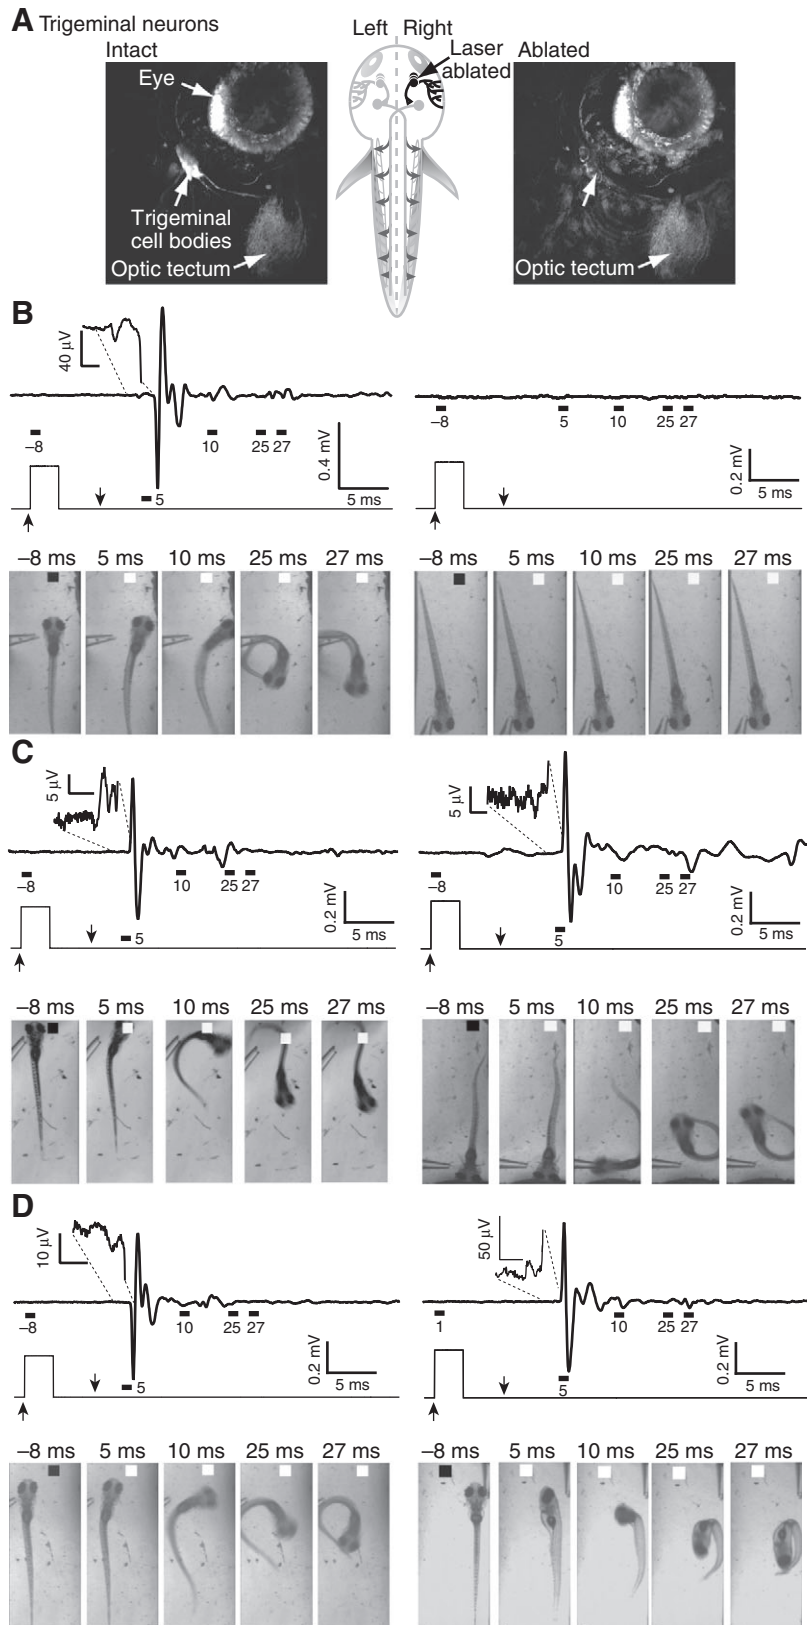 A Trigeminal neurons
Intact
Left Right
Laser ablated
Ablated
Eye
Trigeminal
cell bodies
Optic tectum
Optic tectum
B
40 μV
–8
10
25 27
0.4 mV
5 ms
5
–8
5
10
25 27
0.2 mV
5 ms
–8 ms 5 ms 10 ms 25 ms 27 ms
–8 ms 5 ms 10 ms 25 ms 27 ms
C
5 μV
–8
10
25 27
0.2 mV
5 ms
5
5 μV
–8
10
25 27
0.2 mV
5 ms
5
–8 ms 5 ms 10 ms 25 ms 27 ms
–8 ms 5 ms 10 ms 25 ms 27 ms
D
10 μV
–8
10
25 27
0.2 mV
5 ms
5
50 μV
1
10
25 27
0.2 mV
5 ms
5
–8 ms 5 ms 10 ms 25 ms 27 ms
–8 ms 5 ms 10 ms 25 ms 27 ms